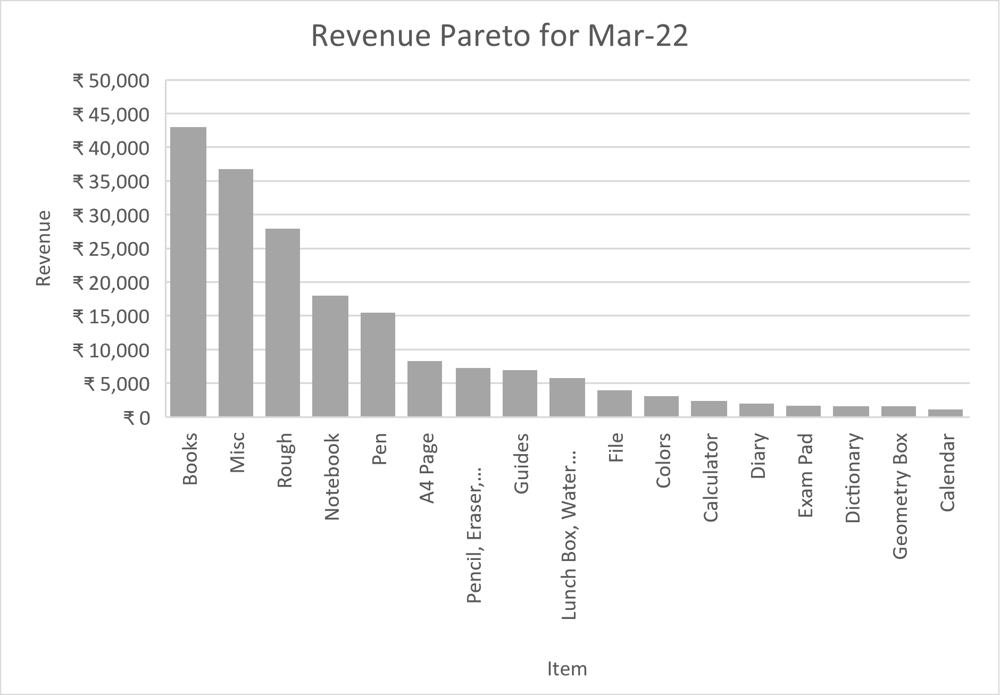 Revenue Pareto for Mar-22
₹ 50,000
₹ 45,000
₹ 40,000
₹ 35,000
₹ 30,000
₹ 25,000
₹ 20,000
₹ 15,000
₹ 10,000
₹ 5,000
₹ 0
Revenue
Books
Misc
Rough
Notebook
Pen
A4 Page
Pencil, Eraser,...
Guides
Lunch Box, Water...
File
Colors
Calculator
Diary
Exam Pad
Dictionary
Geometry Box
Calendar
Item